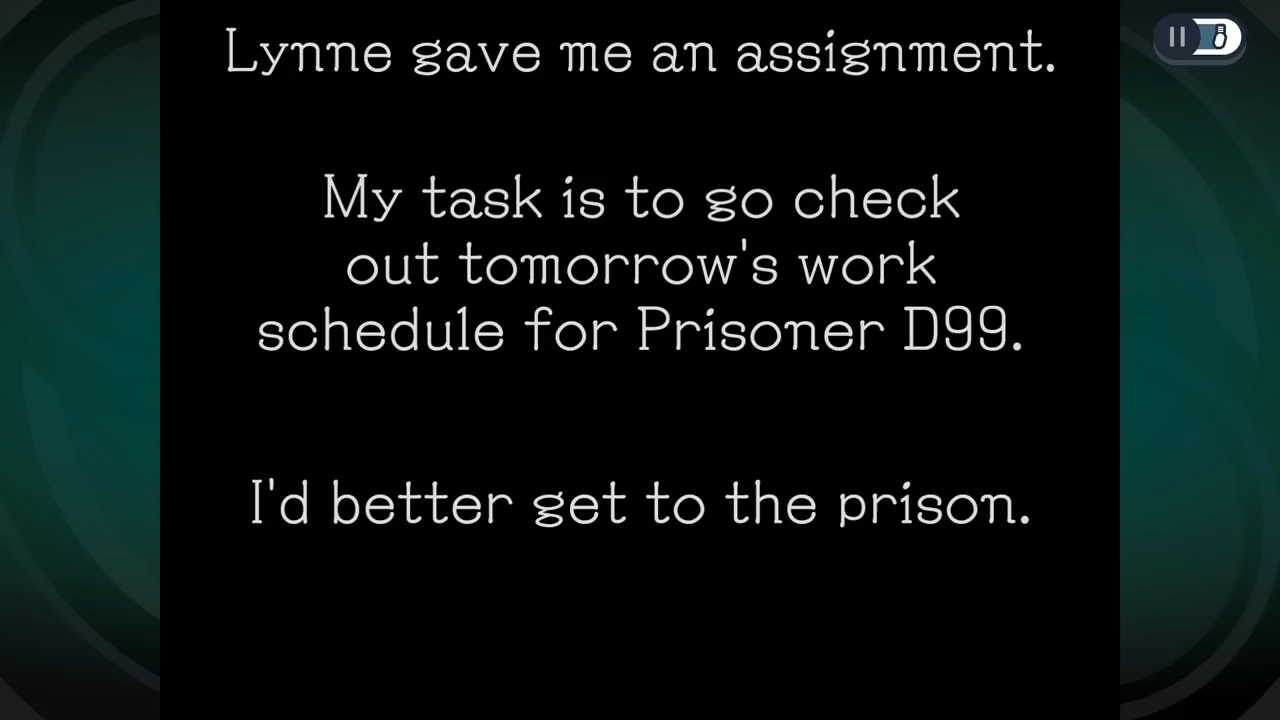 Lynne gave me an assignment.
My task is to go check
out tomorrow's work
schedule for Prisoner D99.
I'd better get to the prison.